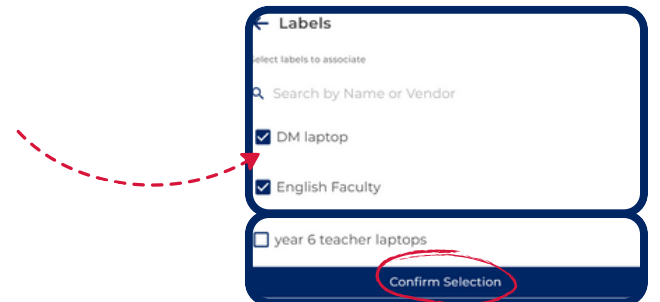 Labels
Select labels to associate
Search by Name or Vendor
DM laptop
English Faculty
year 6 teacher laptops
Confirm Selection